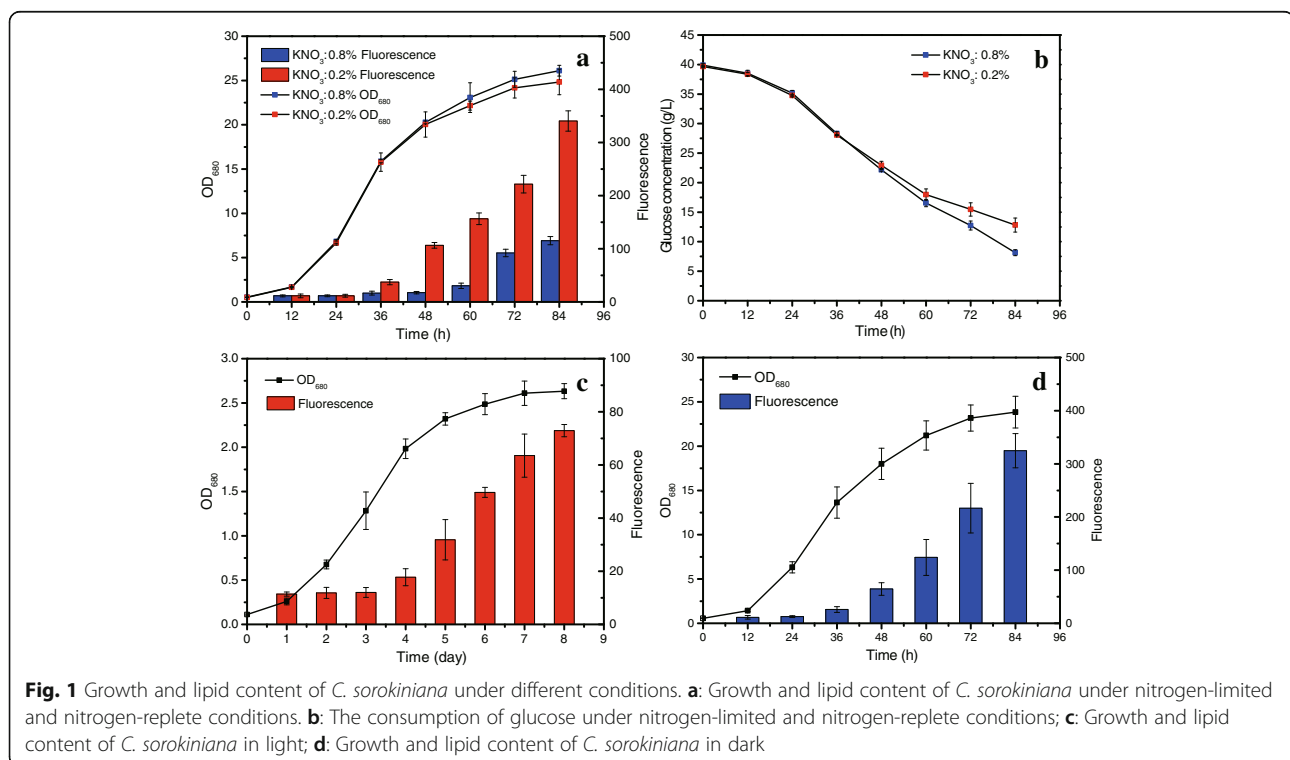 a
KNO3: 0.8% Fluorescence
KNO3: 0.2% Fluorescence
KNO3: 0.8% OD680
KNO3: 0.2% OD680
OD680
30
25
20
15
10
5
0
Fluorescence
500
400
300
200
100
0
0 12 24 36 48 60 72 84 96
Time (h)
b
KNO3: 0.8%
KNO3: 0.2%
Glucose concentration (g/L)
45
40
35
30
25
20
15
10
5
0
0 12 24 36 48 60 72 84 96
Time (h)
c
OD680
Fluorescence
OD680
3.0
2.5
2.0
1.5
1.0
0.5
0.0
Fluorescence
100
80
60
40
20
0
0 1 2 3 4 5 6 7 8 9
Time (day)
d
OD680
Fluorescence
OD680
30
25
20
15
10
5
0
Fluorescence
500
400
300
200
100
0
0 12 24 36 48 60 72 84 96
Time (h)
Fig. 1 Growth and lipid content of C. sorokiniana under different conditions. a: Growth and lipid content of C. sorokiniana under nitrogen-limited
and nitrogen-replete conditions. b: The consumption of glucose under nitrogen-limited and nitrogen-replete conditions; c: Growth and lipid
content of C. sorokiniana in light; d: Growth and lipid content of C. sorokiniana in dark